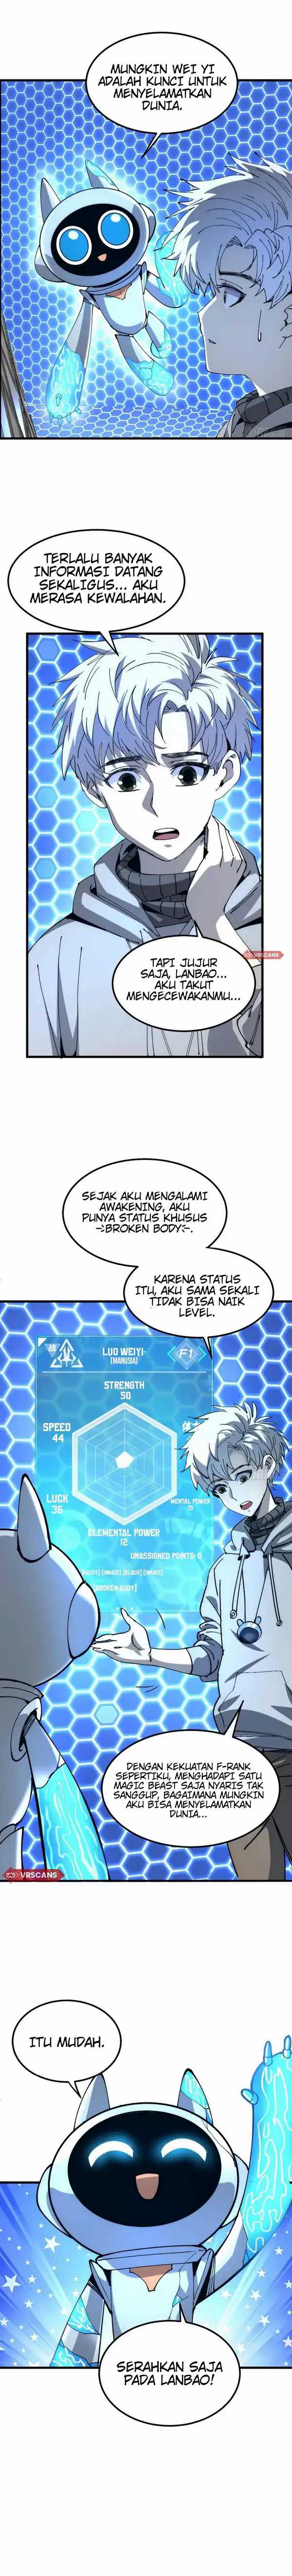 MUNGKIN WEI YI
ADALAH KUNCI UNTUK
MENYELAMATKAN
DUNIA.
TERLALU BANYAK
INFORMASI DATANG
SEKALIGUS... AKU
MERASA KEWALAHAN.
VRSCANS
TAPI JUJUR
SAJA, LANBAO...
AKU TAKUT
MENGECEWAKANMU...
SEJAK AKU MENGALAMI
AWAKENING, AKU
PUNYA STATUS KHUSUS
->BROKEN BODY<-.
KARENA STATUS
ITU, AKU SAMA SEKALI
TIDAK BISA NAIK
LEVEL.
LUO WEIYI
[MANUSIA]
F1
STRENGTH
50
SPEED
44
LUCK
36
MENTAL POWER
ELEMENTAL POWER
12
UNASSIGNED POINTS: 0
[INNATE] [BLOCK] [INNATE]
BROKEN BODY]
DENGAN KEKUATAN F-RANK
SEPERTIKU, MENGHADAPI SATU
MAGIC BEAST SAJA NYARIS TAK
SANGGUP, BAGAIMANA MUNGKIN
AKU BISA MENYELAMATKAN
DUNIA...
VRSCANS
ITU MUDAH.
SERAHKAN SAJA
PADA LANBAO!